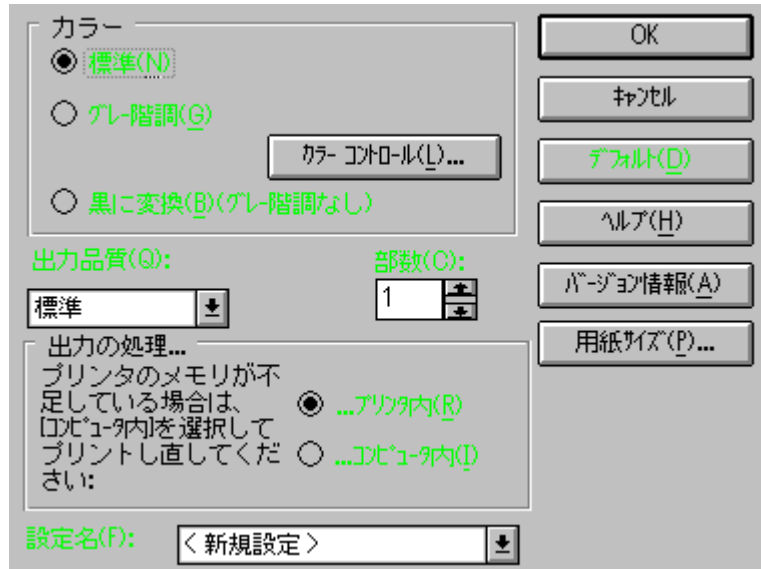 カラー
標準(N)
ｸﾞﾚｰ階調(G)
ｶﾗｰ ｺﾝﾄﾛｰﾙ(L)...
黒に変換(B)(ｸﾞﾚｰ階調なし)
出力品質(Q):
標準
部数(C):
1
出力の処理...
プリンタのメモリが不
足している場合は、
[ｺﾝﾋﾟｭｰﾀ内]を選択して
プリントし直してくだ
さい:
...ﾌﾟﾘﾝﾀ内(R)
...ｺﾝﾋﾟｭｰﾀ内(I)
設定名(F):
＜新規設定＞
OK
ｷｬﾝｾﾙ
ﾃﾞﾌｫﾙﾄ(D)
ﾍﾙﾌﾟ(H)
ﾊﾞｰｼﾞｮﾝ情報(A)
用紙ｻｲｽﾞ(P)...